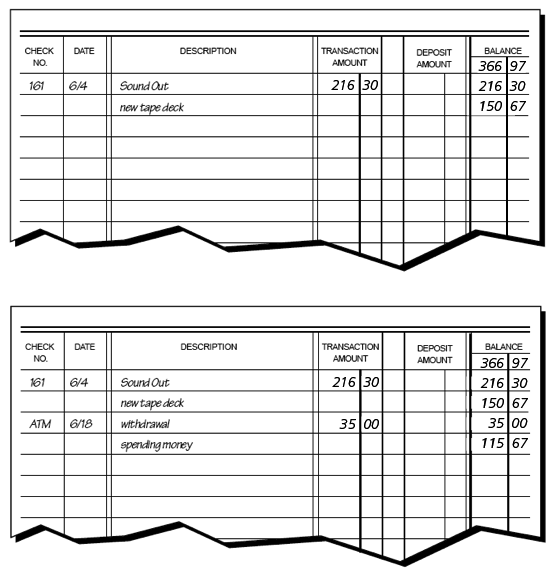 CHECK NO. DATE DESCRIPTION TRANSACTION AMOUNT DEPOSIT AMOUNT BALANCE
366 97
161 6/4 Sound Out 216 30 216 30
new tape deck 150 67
CHECK NO. DATE DESCRIPTION TRANSACTION AMOUNT DEPOSIT AMOUNT BALANCE
366 97
161 6/4 Sound Out 216 30 216 30
new tape deck 150 67
ATM 6/18 withdrawal 35 00 35 00
spending money 115 67